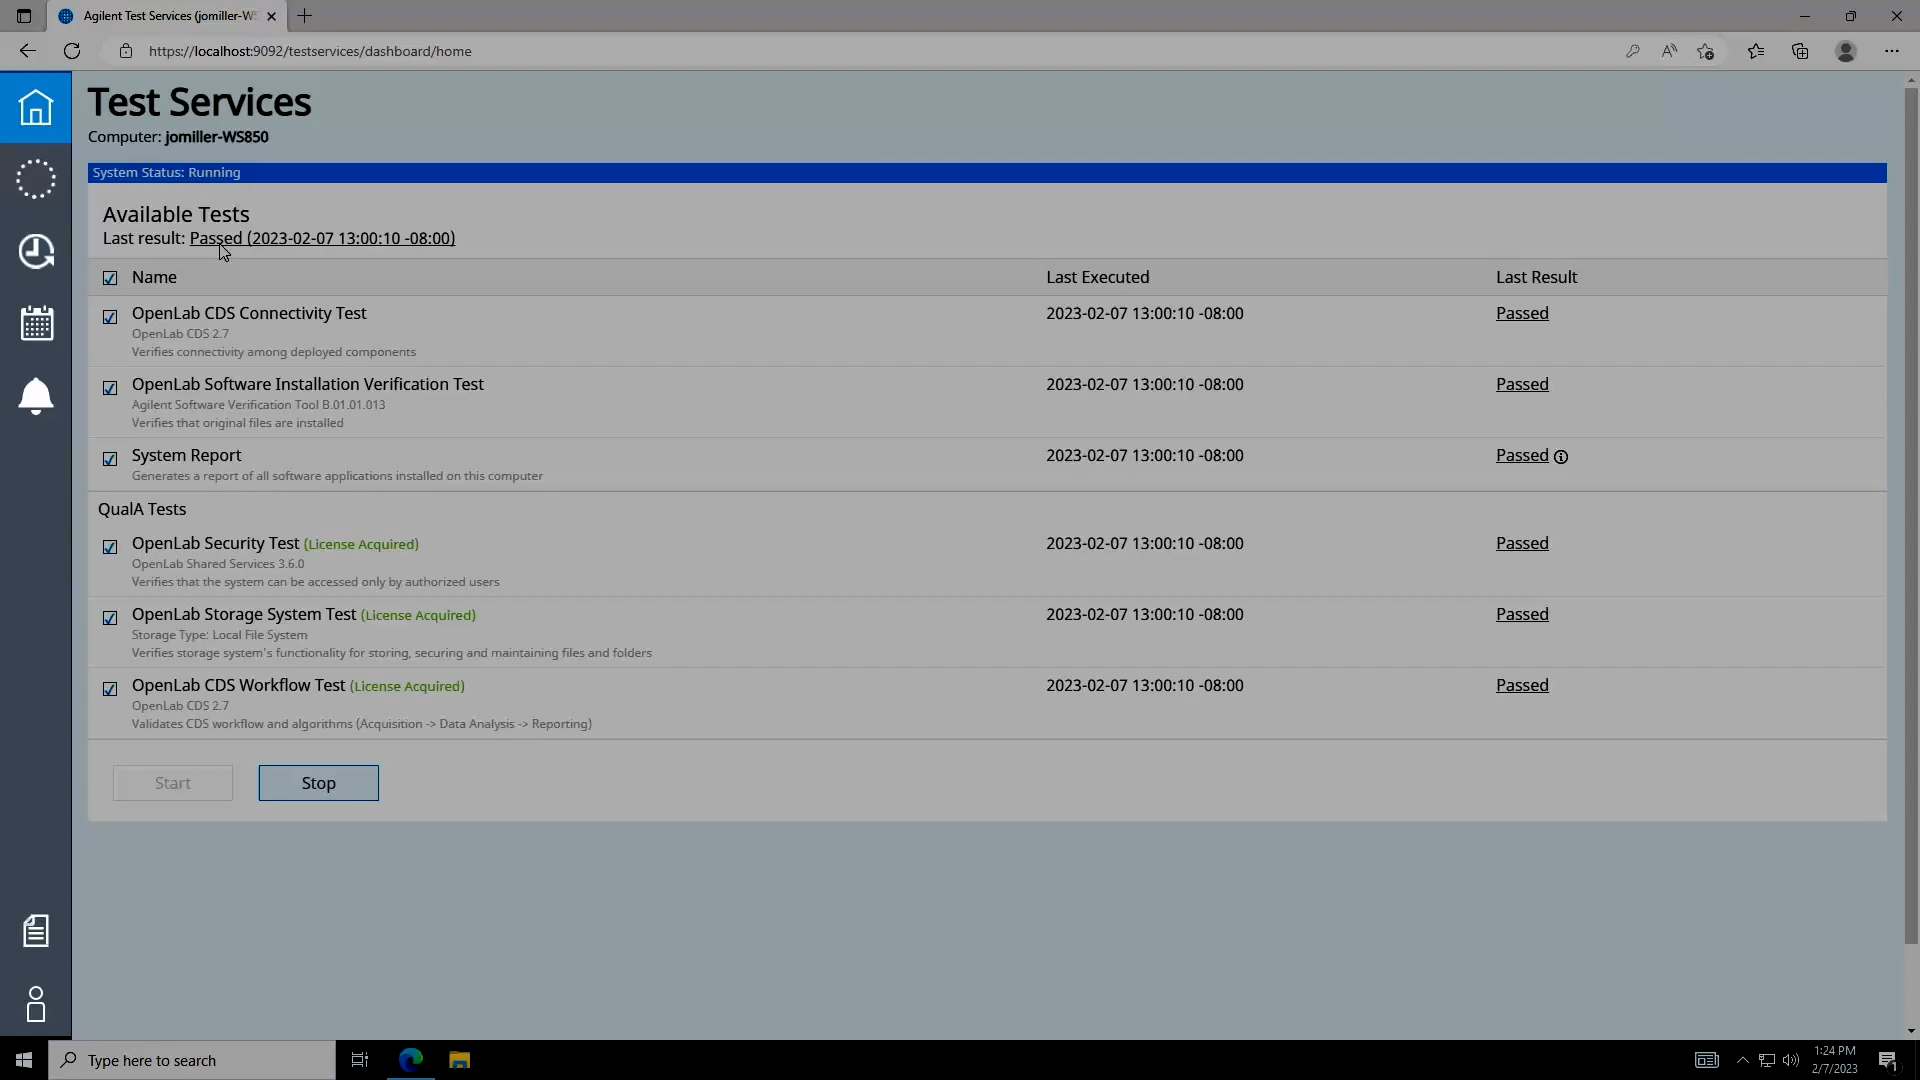 Agilent Test Services (jomiller-WS
https://localhost:9092/testservices/dashboard/home
Test Services
Computer: jomiller-WS850
System Status: Running
Available Tests
Last result: Passed (2023-02-07 13:00:10 -08:00)
Name Last Executed Last Result
OpenLab CDS Connectivity Test 2023-02-07 13:00:10 -08:00 Passed
OpenLab CDS 2.7
Verifies connectivity among deployed components
OpenLab Software Installation Verification Test 2023-02-07 13:00:10 -08:00 Passed
Agilent Software Verification Tool B.01.01.013
Verifies that original files are installed
System Report 2023-02-07 13:00:10 -08:00 Passed
Generates a report of all software applications installed on this computer
QualA Tests
OpenLab Security Test (License Acquired) 2023-02-07 13:00:10 -08:00 Passed
OpenLab Shared Services 3.6.0
Verifies that the system can be accessed only by authorized users
OpenLab Storage System Test (License Acquired) 2023-02-07 13:00:10 -08:00 Passed
Storage Type: Local File System
Verifies storage system's functionality for storing, securing and maintaining files and folders
OpenLab CDS Workflow Test (License Acquired) 2023-02-07 13:00:10 -08:00 Passed
OpenLab CDS 2.7
Validates CDS workflow and algorithms (Acquisition -> Data Analysis -> Reporting)
Start Stop
Type here to search
1:24 PM
2/7/2023